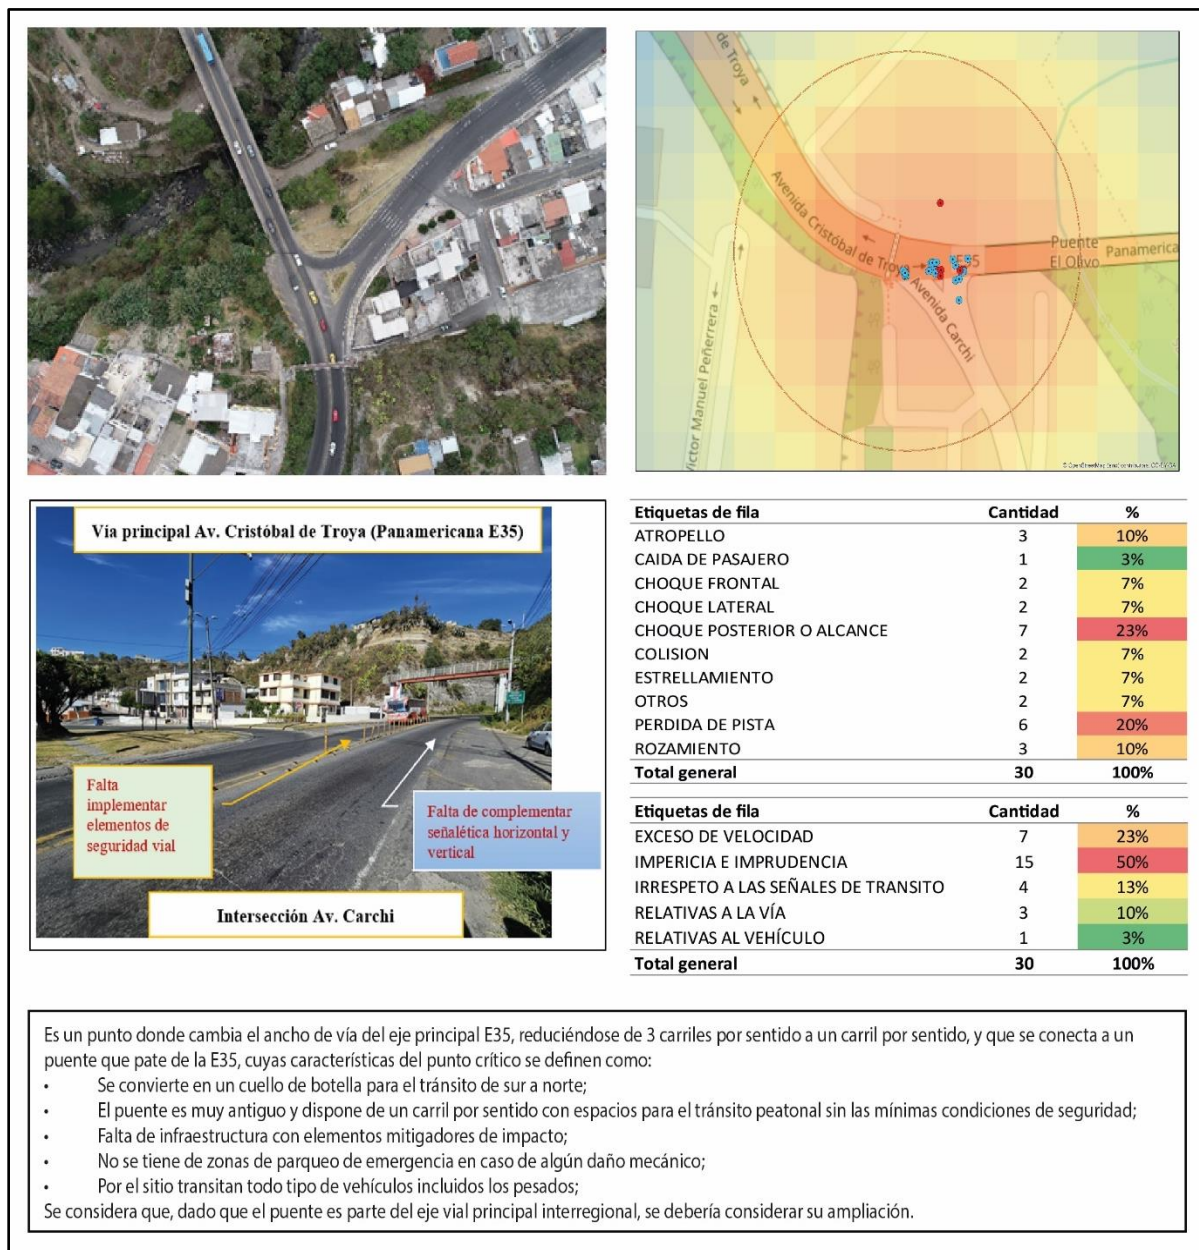 de Troya
Avenida Cristóbal de Troya
E35
Puente
El Olivo
Panamerica
Avenida Carchi
Víctor Manuel Peñerrera
Vía principal Av. Cristóbal de Troya (Panamericana E35)
Falta
implementar
elementos de
seguridad vial
Falta de complementar
señalética horizontal y
vertical
Intersección Av. Carchi
Etiquetas de fila Cantidad %
ATROPELLO 3 10%
CAIDA DE PASAJERO 1 3%
CHOQUE FRONTAL 2 7%
CHOQUE LATERAL 2 7%
CHOQUE POSTERIOR O ALCANCE 7 23%
COLISION 2 7%
ESTRELLAMIENTO 2 7%
OTROS 2 7%
PERDIDA DE PISTA 6 20%
ROZAMIENTO 3 10%
Total general 30 100%
Etiquetas de fila Cantidad %
EXCESO DE VELOCIDAD 7 23%
IMPERICIA E IMPRUDENCIA 15 50%
IRRESPETO A LAS SEÑALES DE TRANSITO 4 13%
RELATIVAS A LA VÍA 3 10%
RELATIVAS AL VEHÍCULO 1 3%
Total general 30 100%
Es un punto donde cambia el ancho de vía del eje principal E35, reduciéndose de 3 carriles por sentido a un carril por sentido, y que se conecta a un
puente que pate de la E35, cuyas características del punto crítico se definen como:
• Se convierte en un cuello de botella para el tránsito de sur a norte;
• El puente es muy antiguo y dispone de un carril por sentido con espacios para el tránsito peatonal sin las mínimas condiciones de seguridad;
• Falta de infraestructura con elementos mitigadores de impacto;
• No se tiene de zonas de parqueo de emergencia en caso de algún daño mecánico;
• Por el sitio transitan todo tipo de vehículos incluidos los pesados;
Se considera que, dado que el puente es parte del eje vial principal interregional, se debería considerar su ampliación.